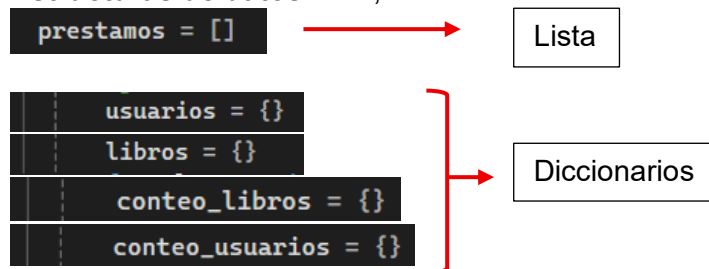 prestamos = []
Lista
usuarios = {}
libros = {}
Diccionarios
conteo_libros = {}
conteo_usuarios = {}